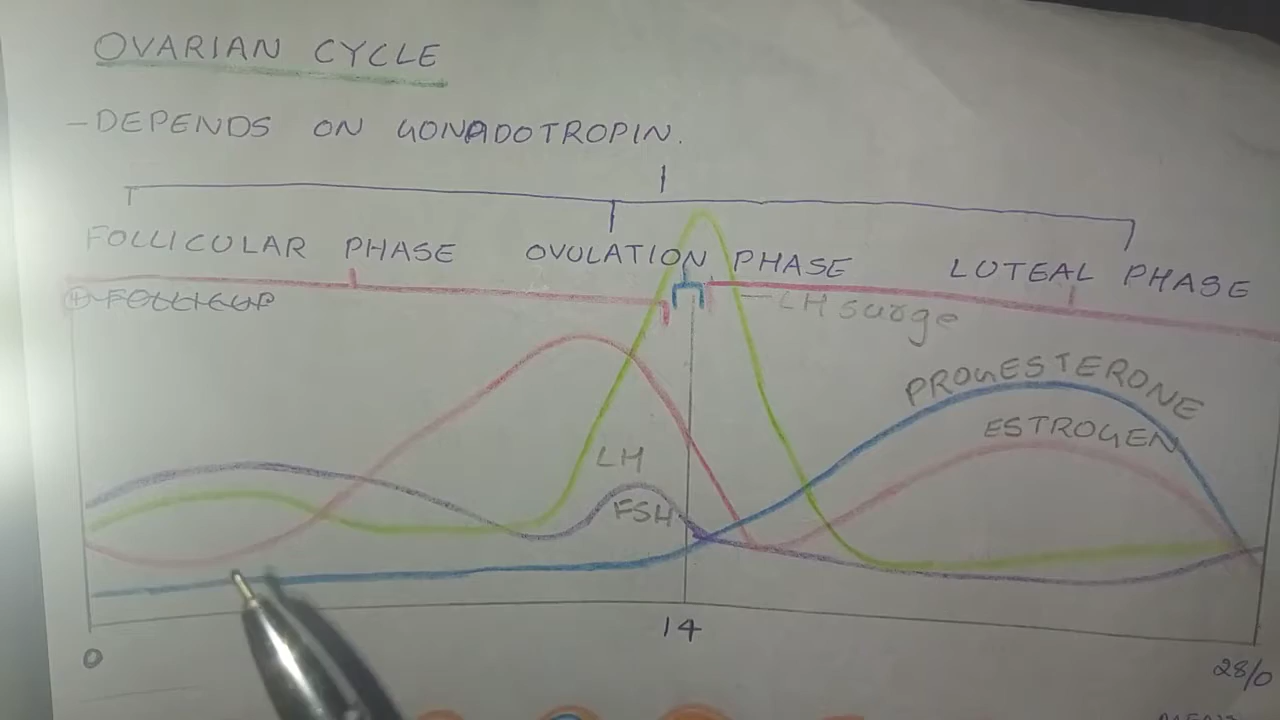 OVARIAN CYCLE
- DEPENDS ON GONADOTROPIN.
FOLLICULAR PHASE OVULATION PHASE LUTEAL PHASE
LH surge
PROGESTERONE
ESTROGEN
LH
FSH
14
0
28/0